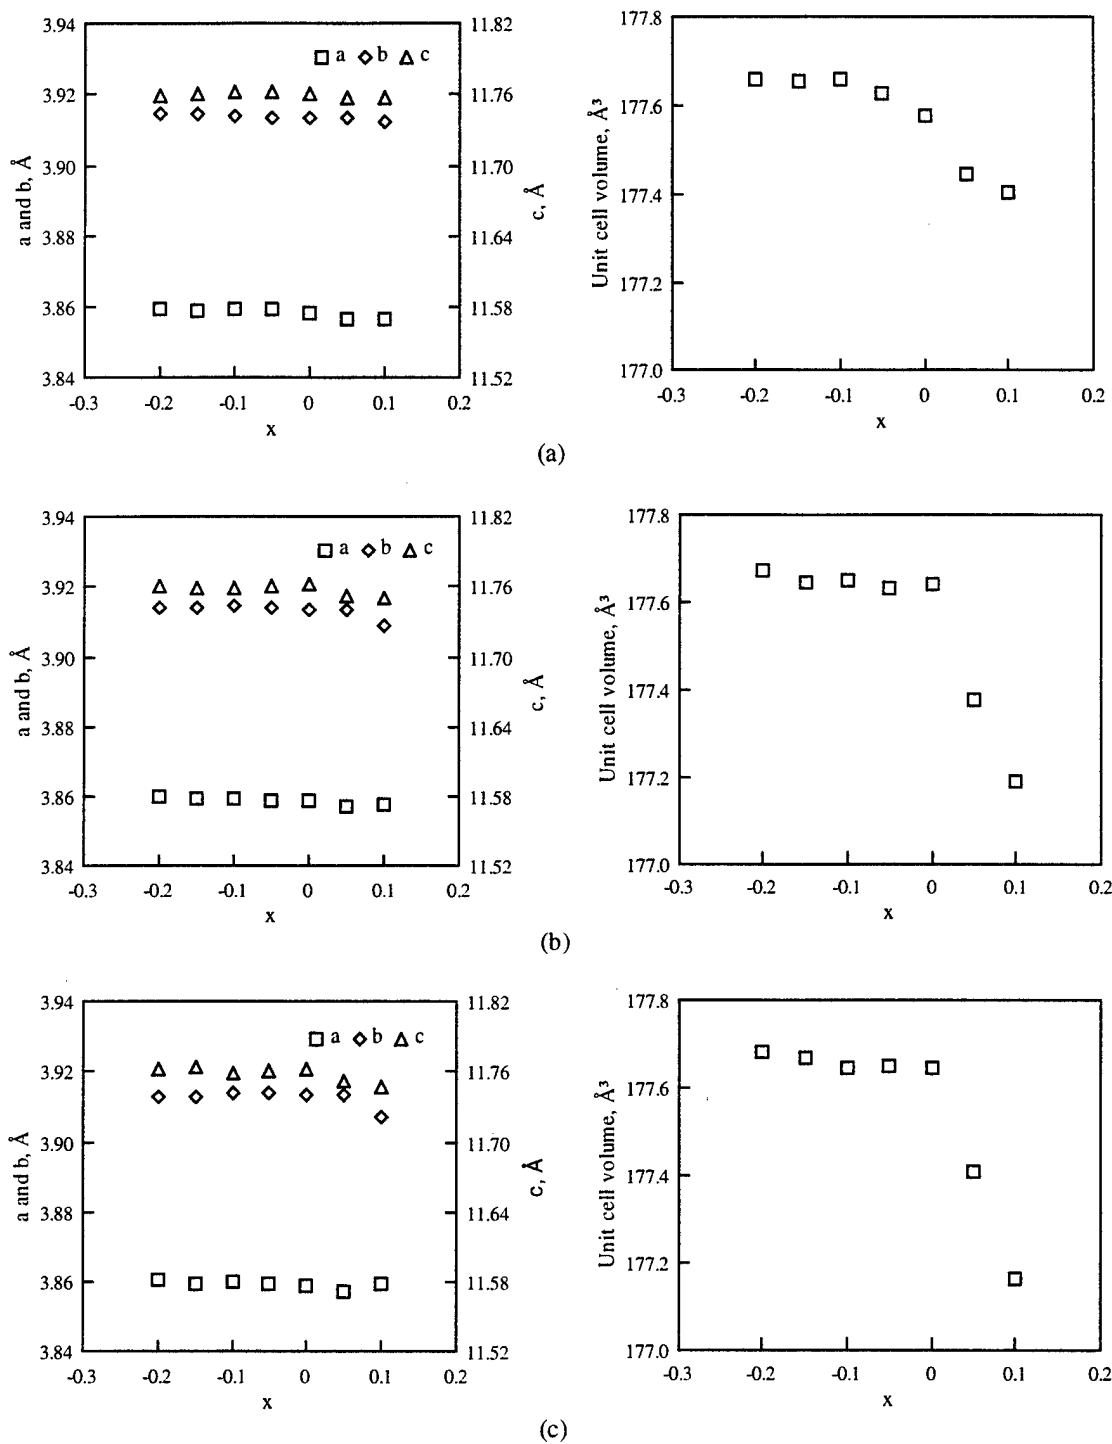 3.94
3.92
3.90
3.88
3.86
3.84
a and b, Å
11.82
11.76
11.70
11.64
11.58
11.52
c, Å
a b c
-0.3 -0.2 -0.1 0 0.1 0.2
x
177.8
177.6
177.4
177.2
177.0
Unit cell volume, Å³
-0.3 -0.2 -0.1 0 0.1 0.2
x
(a)
3.94
3.92
3.90
3.88
3.86
3.84
a and b, Å
11.82
11.76
11.70
11.64
11.58
11.52
c, Å
a b c
-0.3 -0.2 -0.1 0 0.1 0.2
x
177.8
177.6
177.4
177.2
177.0
Unit cell volume, Å³
-0.3 -0.2 -0.1 0 0.1 0.2
x
(b)
3.94
3.92
3.90
3.88
3.86
3.84
a and b, Å
11.82
11.76
11.70
11.64
11.58
11.52
c, Å
a b c
-0.3 -0.2 -0.1 0 0.1 0.2
x
177.8
177.6
177.4
177.2
177.0
Unit cell volume, Å³
-0.3 -0.2 -0.1 0 0.1 0.2
x
(c)